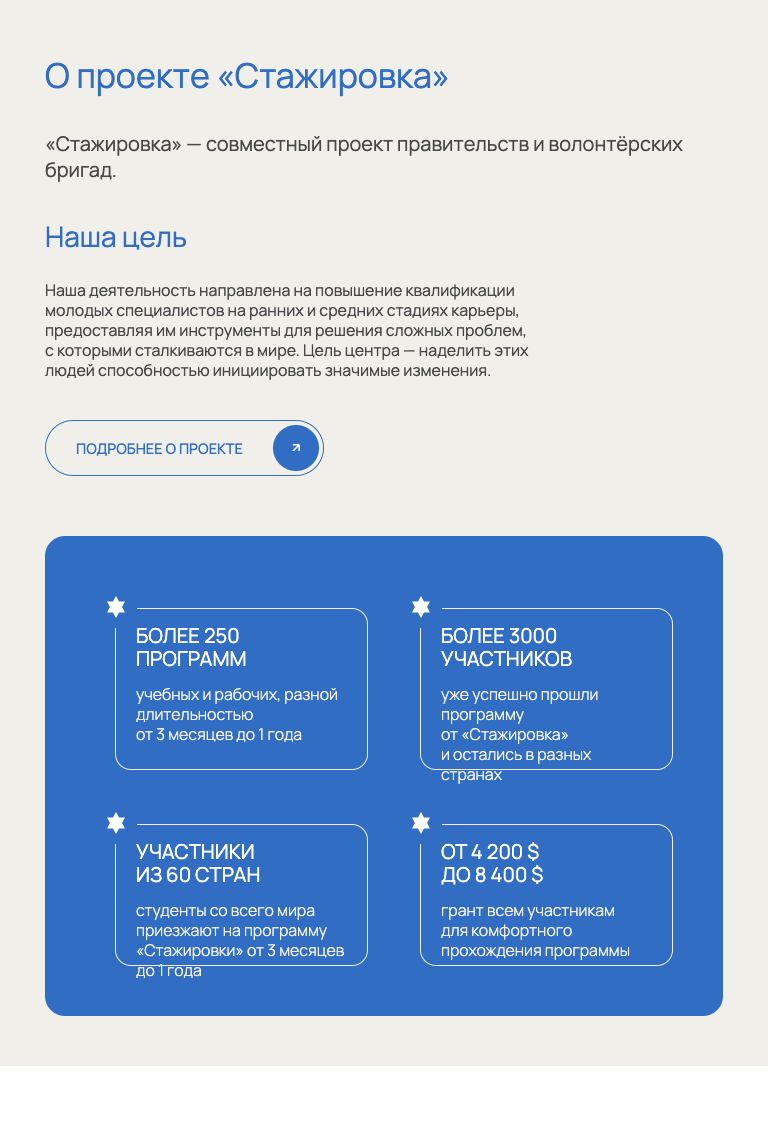 О проекте «Стажировка»
«Стажировка» — совместный проект правительств и волонтёрских
бригад.
Наша цель
Наша деятельность направлена на повышение квалификации
молодых специалистов на ранних и средних стадиях карьеры,
предоставляя им инструменты для решения сложных проблем,
с которыми сталкиваются в мире. Цель центра — наделить этих
людей способностью инициировать значимые изменения.
ПОДРОБНЕЕ О ПРОЕКТЕ
БОЛЕЕ 250
ПРОГРАММ
учебных и рабочих, разной
длительностью
от 3 месяцев до 1 года
БОЛЕЕ 3000
УЧАСТНИКОВ
уже успешно прошли
программу
от «Стажировка»
и остались в разных
странах
УЧАСТНИКИ
ИЗ 60 СТРАН
студенты со всего мира
приезжают на программу
«Стажировки» от 3 месяцев
до 1 года
ОТ 4 200 $
ДО 8 400 $
грант всем участникам
для комфортного
прохождения программы